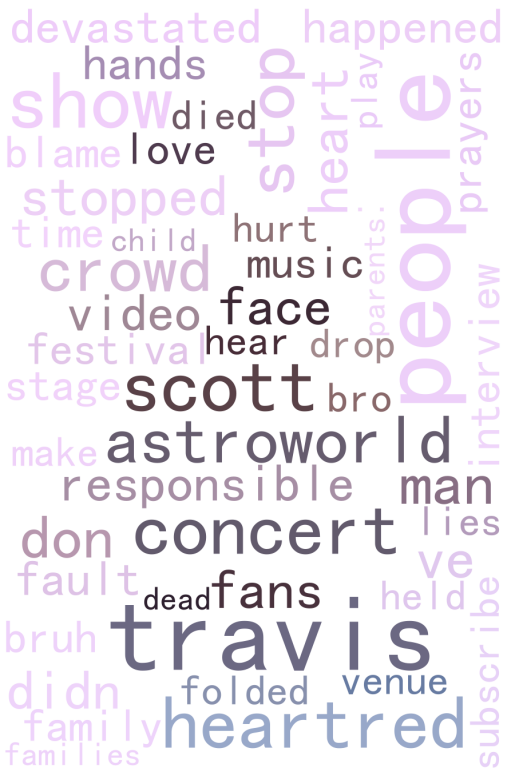 devastated happened
hands
show died
stop
heart
play
people
prayers
blame love
stopped
time child hurt
crowd music
parents.
video face
festival hear drop
interview
stage scott bro
make astroworld
responsible man
don concert lies
ve
fault dead fans held
bruh travis
subscribe
didn folded venue
family heartred
families